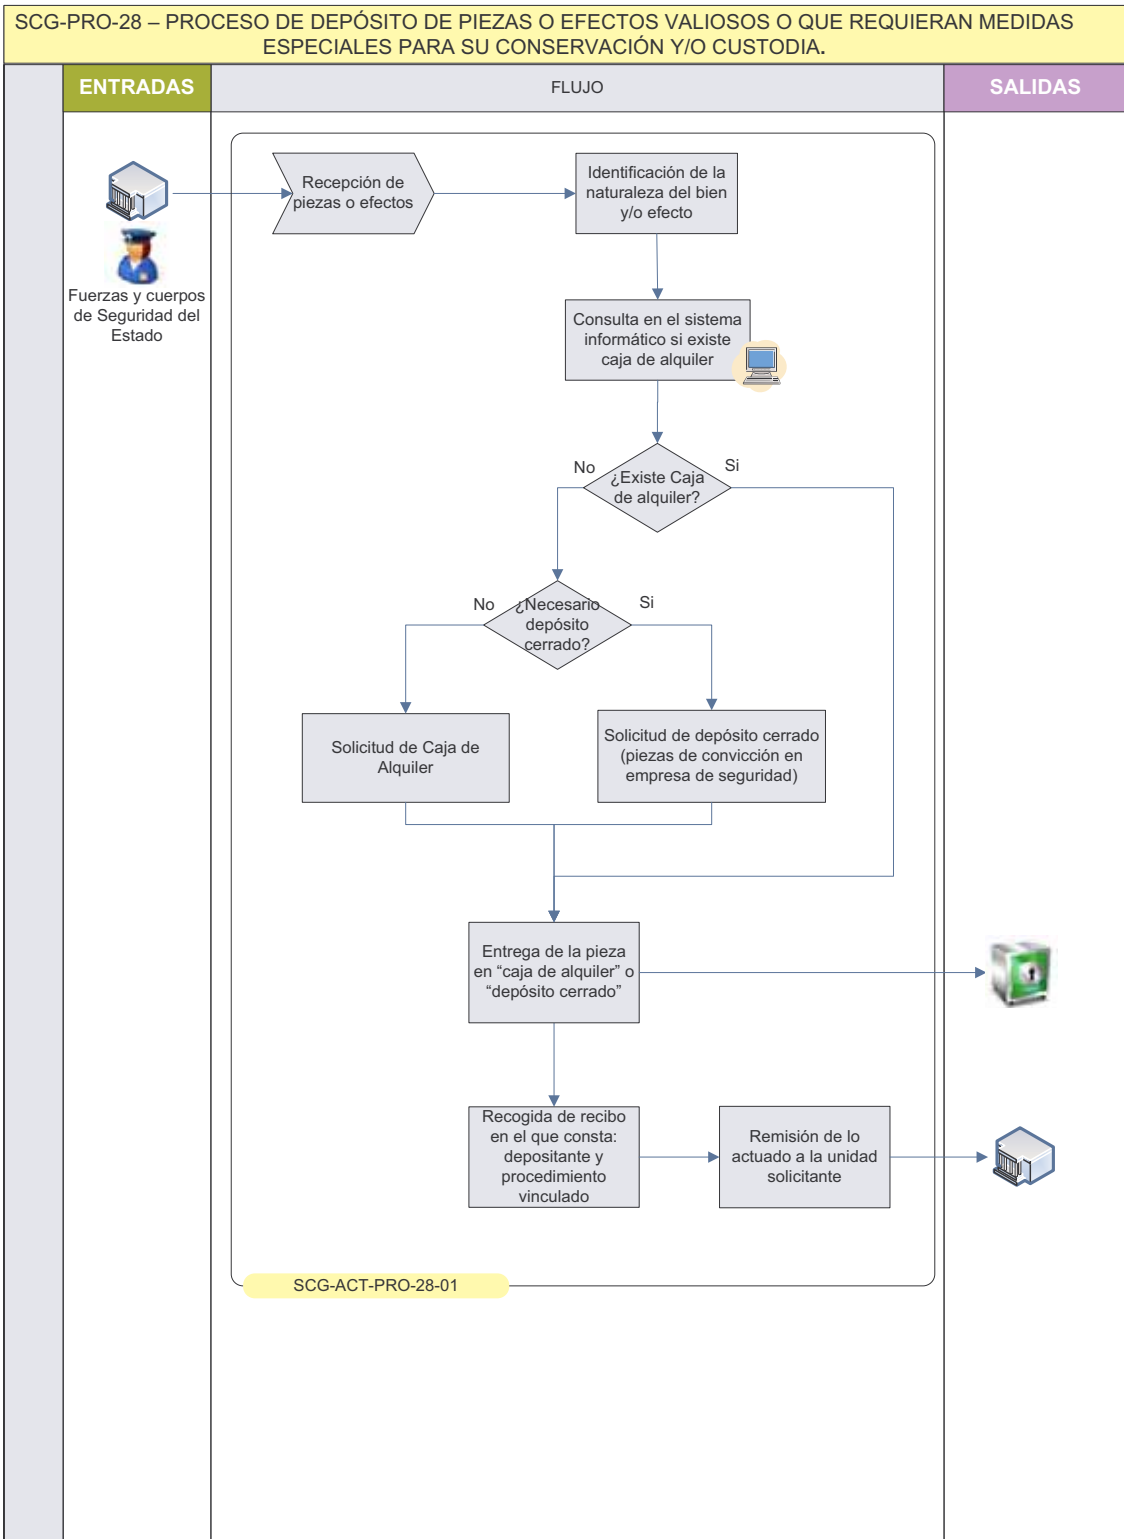 SCG-PRO-28 – PROCESO DE DEPÓSITO DE PIEZAS O EFECTOS VALIOSOS O QUE REQUIERAN MEDIDAS
ESPECIALES PARA SU CONSERVACIÓN Y/O CUSTODIA.
ENTRADAS
FLUJO
SALIDAS
Fuerzas y cuerpos
de Seguridad del
Estado
Recepción de
piezas o efectos
Identificación de la
naturaleza del bien
y/o efecto
Consulta en el sistema
informático si existe
caja de alquiler
No
¿Existe Caja
de alquiler?
Si
No
¿Necesario
depósito
cerrado?
Si
Solicitud de Caja de
Alquiler
Solicitud de depósito cerrado
(piezas de convicción en
empresa de seguridad)
Entrega de la pieza
en “caja de alquiler” o
“depósito cerrado”
Recogida de recibo
en el que consta:
depositante y
procedimiento
vinculado
Remisión de lo
actuado a la unidad
solicitante
SCG-ACT-PRO-28-01